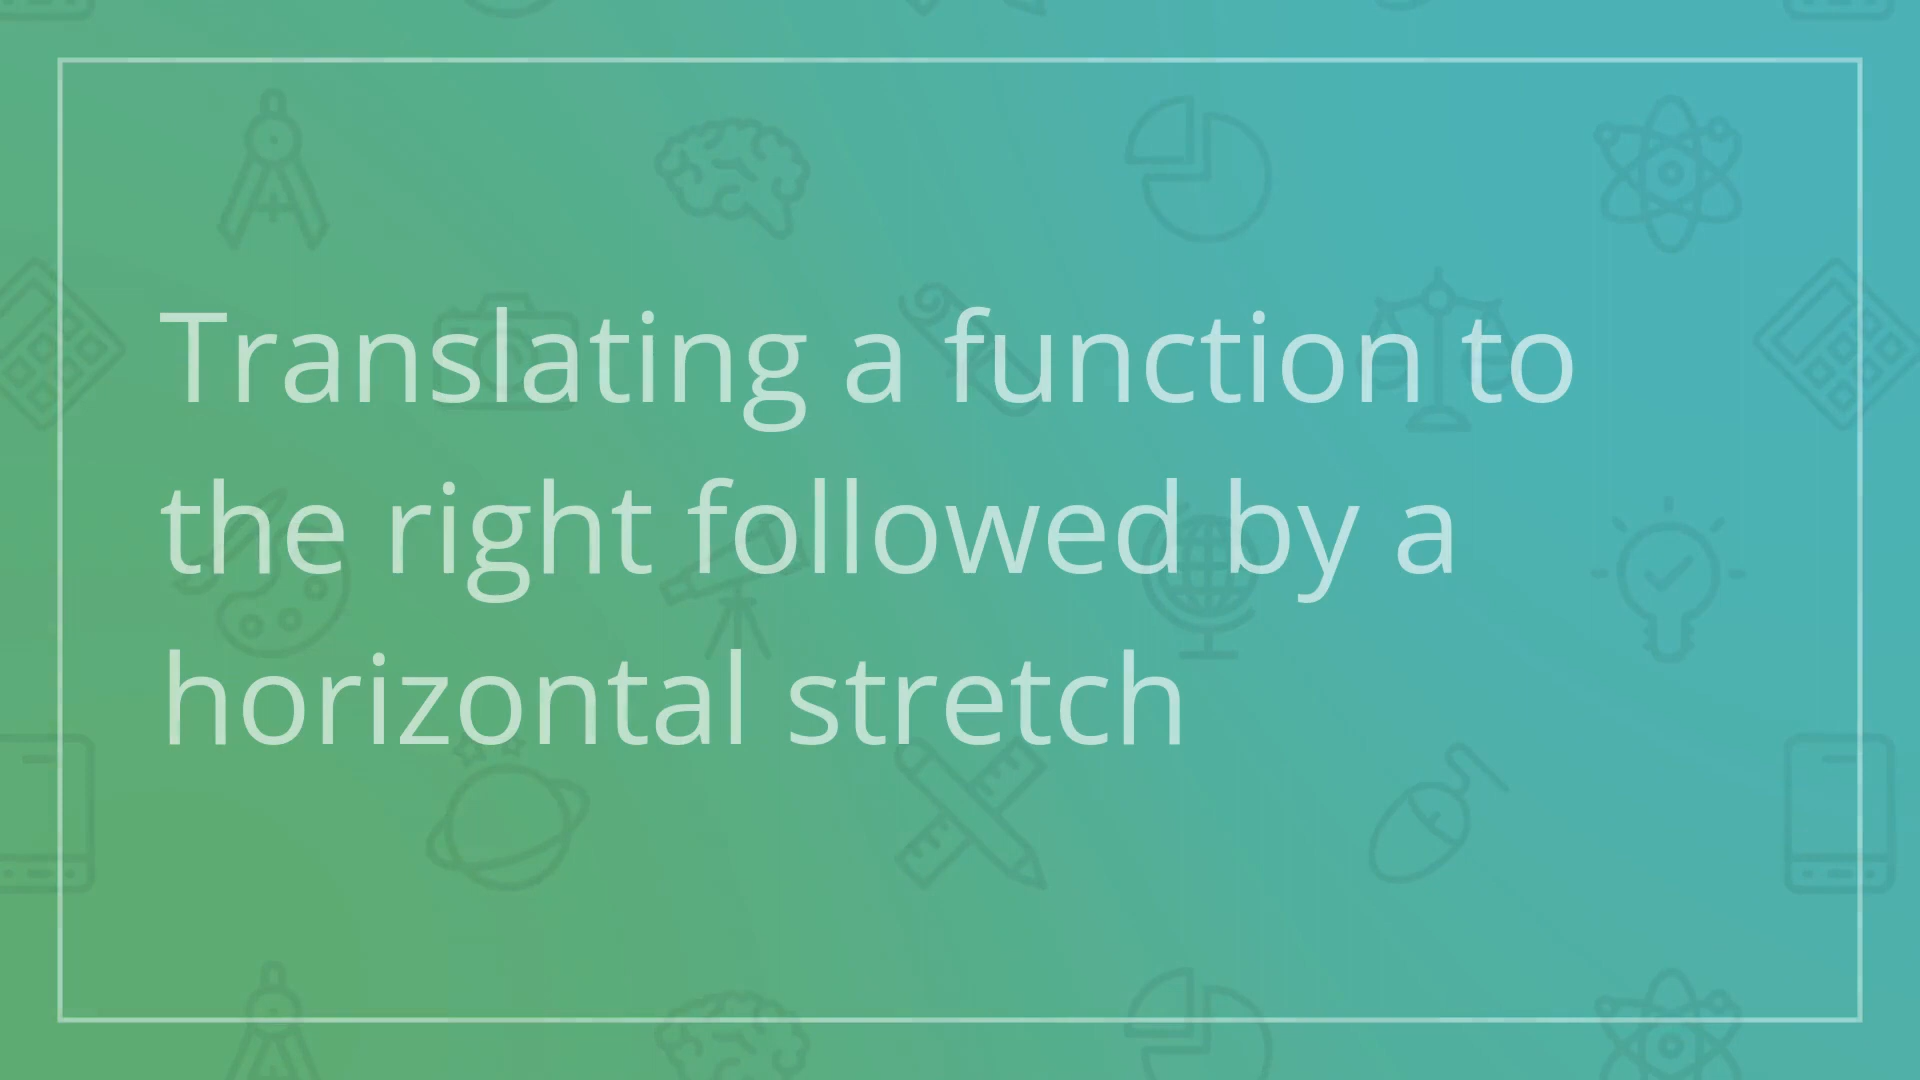 Translating a function to
the right followed by a
horizontal stretch